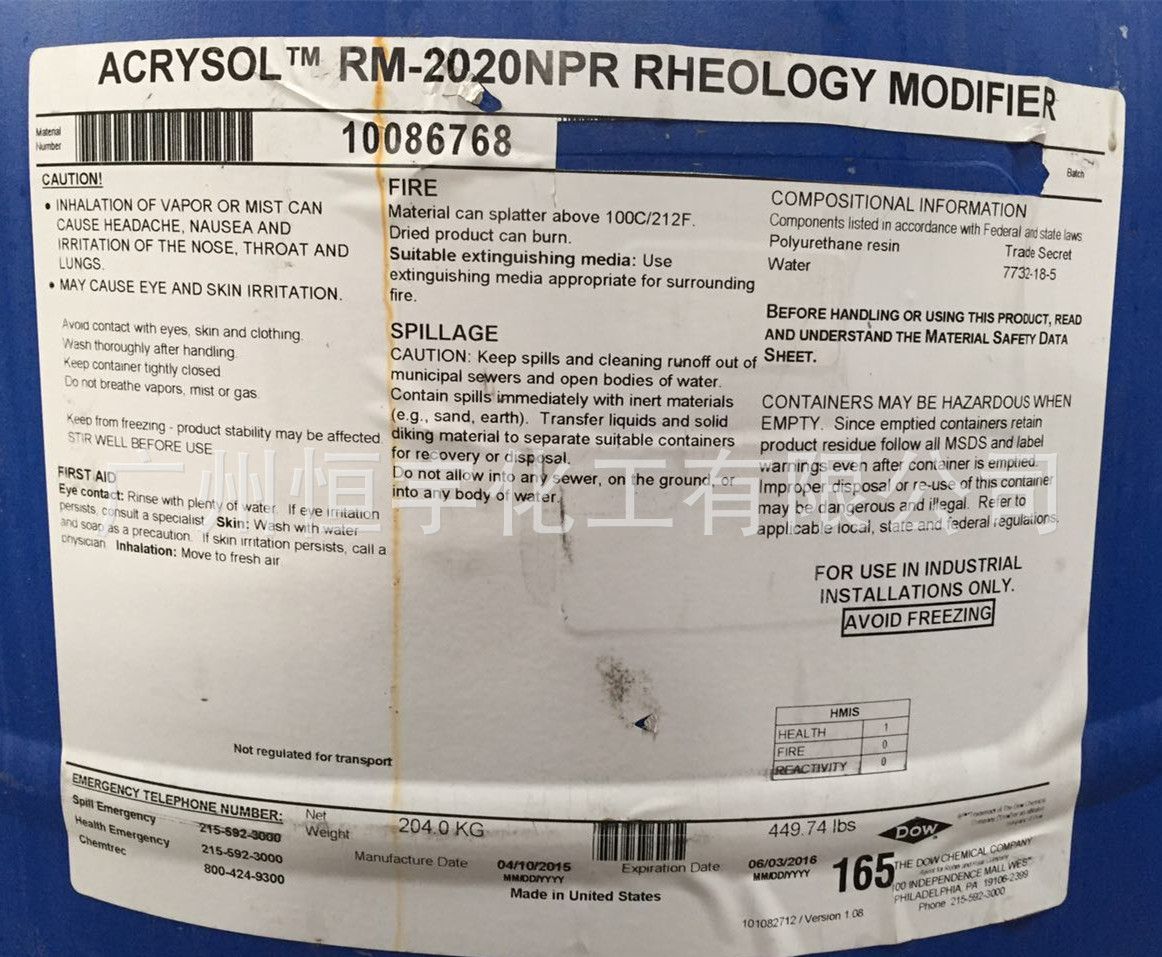 ACRYSOL™ RM-2020NPR RHEOLOGY MODIFIER
Material
Number
10086768
Batch
CAUTION!
• INHALATION OF VAPOR OR MIST CAN
CAUSE HEADACHE, NAUSEA AND
IRRITATION OF THE NOSE, THROAT AND
LUNGS.
• MAY CAUSE EYE AND SKIN IRRITATION.
Avoid contact with eyes, skin and clothing.
Wash thoroughly after handling.
Keep container tightly closed
Do not breathe vapors, mist or gas
Keep from freezing - product stability may be affected.
STIR WELL BEFORE USE
FIRST AID
Eye contact: Rinse with plenty of water. If eye irritation
persists, consult a specialist. Skin: Wash with water
and soap as a precaution. If skin irritation persists, call a
physician. Inhalation: Move to fresh air
FIRE
Material can splatter above 100C/212F.
Dried product can burn.
Suitable extinguishing media: Use
extinguishing media appropriate for surrounding
fire.
SPILLAGE
CAUTION: Keep spills and cleaning runoff out of
municipal sewers and open bodies of water.
Contain spills immediately with inert materials
(e.g., sand, earth). Transfer liquids and solid
diking material to separate suitable containers
for recovery or disposal.
Do not allow into any sewer, on the ground, or
into any body of water.
COMPOSITIONAL INFORMATION
Components listed in accordance with Federal and state laws
Polyurethane resin Trade Secret
Water 7732-18-5
BEFORE HANDLING OR USING THIS PRODUCT, READ
AND UNDERSTAND THE MATERIAL SAFETY DATA
SHEET.
CONTAINERS MAY BE HAZARDOUS WHEN
EMPTY. Since emptied containers retain
product residue follow all MSDS and label
warnings even after container is emptied.
Improper disposal or re-use of this container
may be dangerous and illegal. Refer to
applicable local, state and federal regulations.
广州恒宇化工有限公司
FOR USE IN INDUSTRIAL
INSTALLATIONS ONLY.
AVOID FREEZING
HMIS
HEALTH 1
FIRE 0
REACTIVITY 0
Not regulated for transport
EMERGENCY TELEPHONE NUMBER:
Spill Emergency 215-592-3000
Health Emergency 215-592-3000
Chemtrec 800-424-9300
Net
Weight 204.0 KG 449.74 lbs
Manufacture Date 04/10/2015
MM/DD/YYYY
Expiration Date 06/03/2016
MM/DD/YYYY
Made in United States
165
DOW
THE DOW CHEMICAL COMPANY
100 INDEPENDENCE MALL WEST
PHILADELPHIA, PA 19106-2399
Phone 215-592-3000
101082712 / Version 1.08